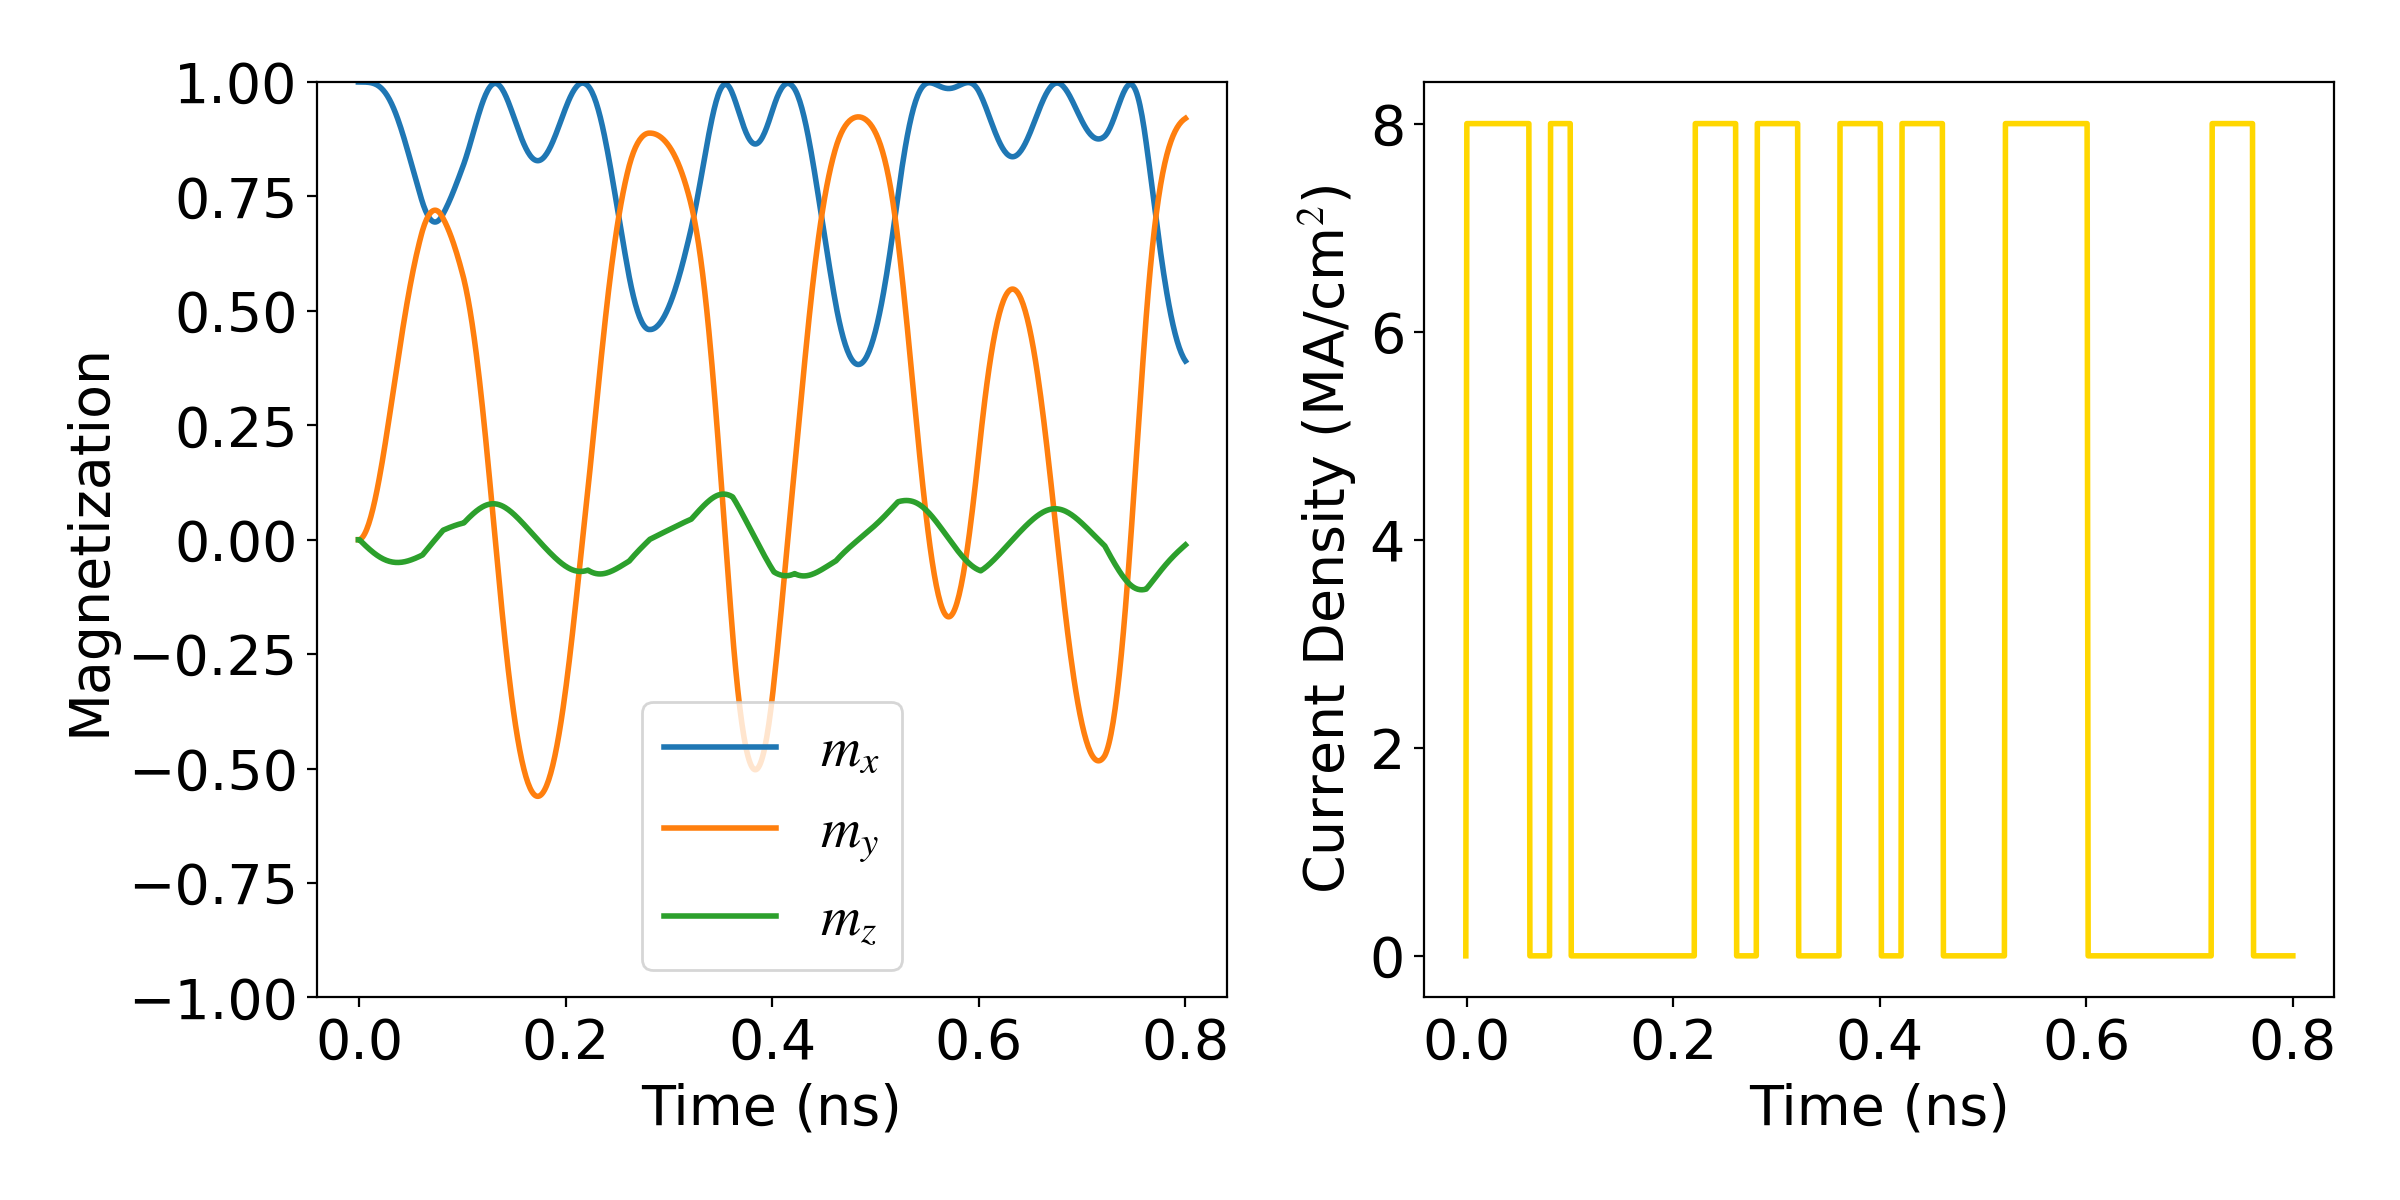 Magnetization
1.00
0.75
0.50
0.25
0.00
−0.25
−0.50
−0.75
−1.00
0.0 0.2 0.4 0.6 0.8
Time (ns)
m_x
m_y
m_z
Current Density (MA/cm²)
8
6
4
2
0
0.0 0.2 0.4 0.6 0.8
Time (ns)